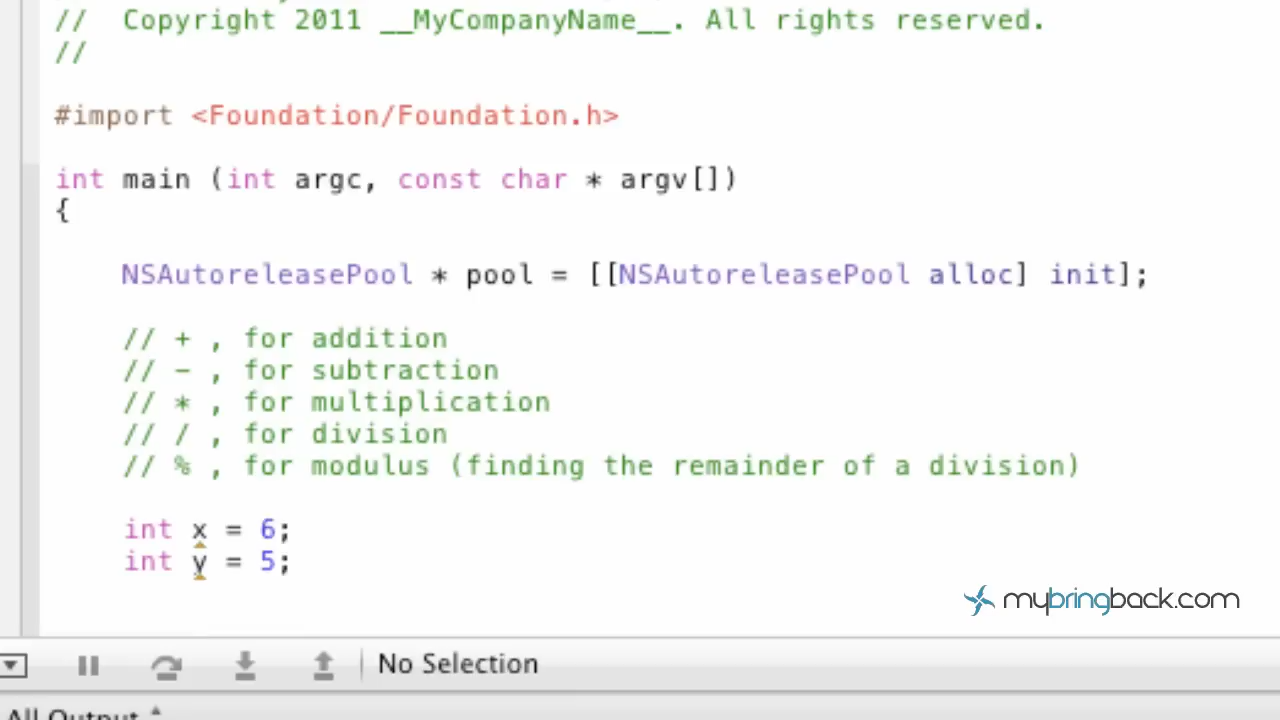 // Copyright 2011 __MyCompanyName__. All rights reserved.
//
#import <Foundation/Foundation.h>
int main (int argc, const char * argv[])
{
NSAutoreleasePool * pool = [[NSAutoreleasePool alloc] init];
// + , for addition
// - , for subtraction
// * , for multiplication
// / , for division
// % , for modulus (finding the remainder of a division)
int x = 6;
int y = 5;
mybringback.com
No Selection
All Output